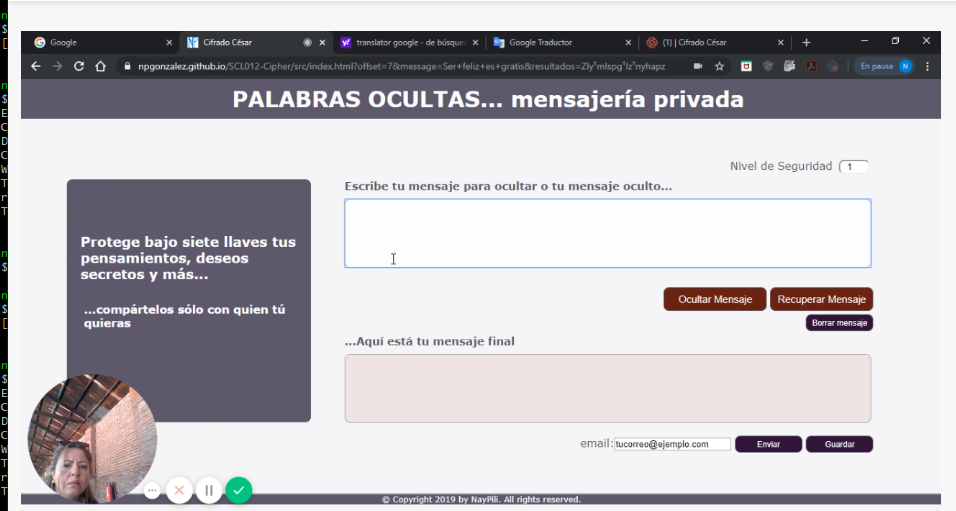 Google
Cifrado César
translator google - de búsque
Google Traductor
(1) | Cifrado César
npgonzalez.github.io/SCL012-Cipher/src/index.html?offset=7&message=Ser+feliz+es+gratis&resultados=Zly¹mlspg¹lz¹nyhapz
En pausa
N
PALABRAS OCULTAS... mensajería privada
Nivel de Seguridad 1
Escribe tu mensaje para ocultar o tu mensaje oculto...
Protege bajo siete llaves tus
pensamientos, deseos
secretos y más...
...compártelos sólo con quien tú
quieras
Ocultar Mensaje
Recuperar Mensaje
Borrar mensaje
...Aquí está tu mensaje final
email: tucorreo@ejemplo.com
Enviar
Guardar
© Copyright 2019 by NayPili. All rights reserved.